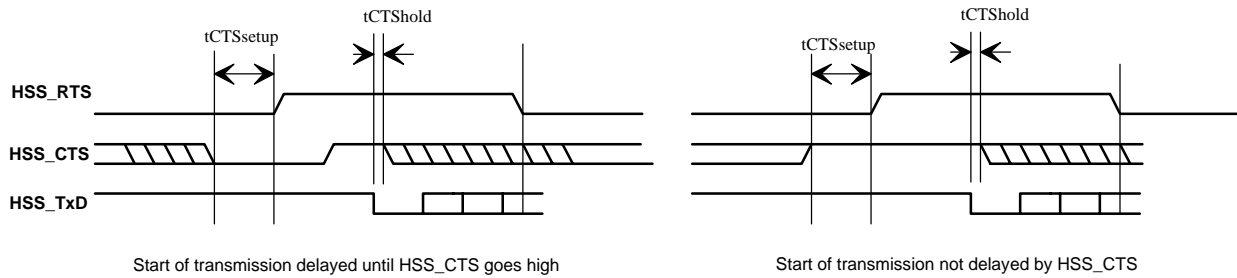 tCTShold
tCTSsetup
tCTShold
tCTSsetup
HSS_RTS
HSS_CTS
HSS_TxD
Start of transmission delayed until HSS_CTS goes high
Start of transmission not delayed by HSS_CTS